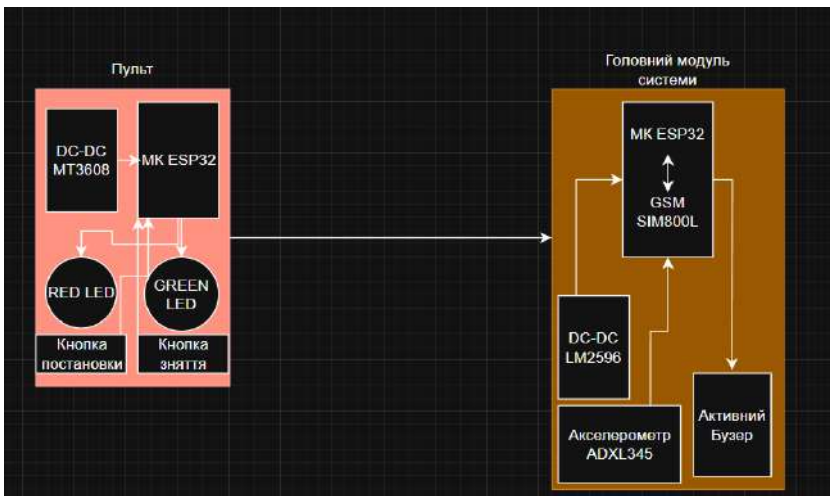 Пульт
DC-DC
MT3608
МК ESP32
RED LED
GREEN
LED
Кнопка
постановки
Кнопка
зняття
Головний модуль
системи
МК ESP32
GSM
SIM800L
DC-DC
LM2596
Акселерометр
ADXL345
Активний
Бузер